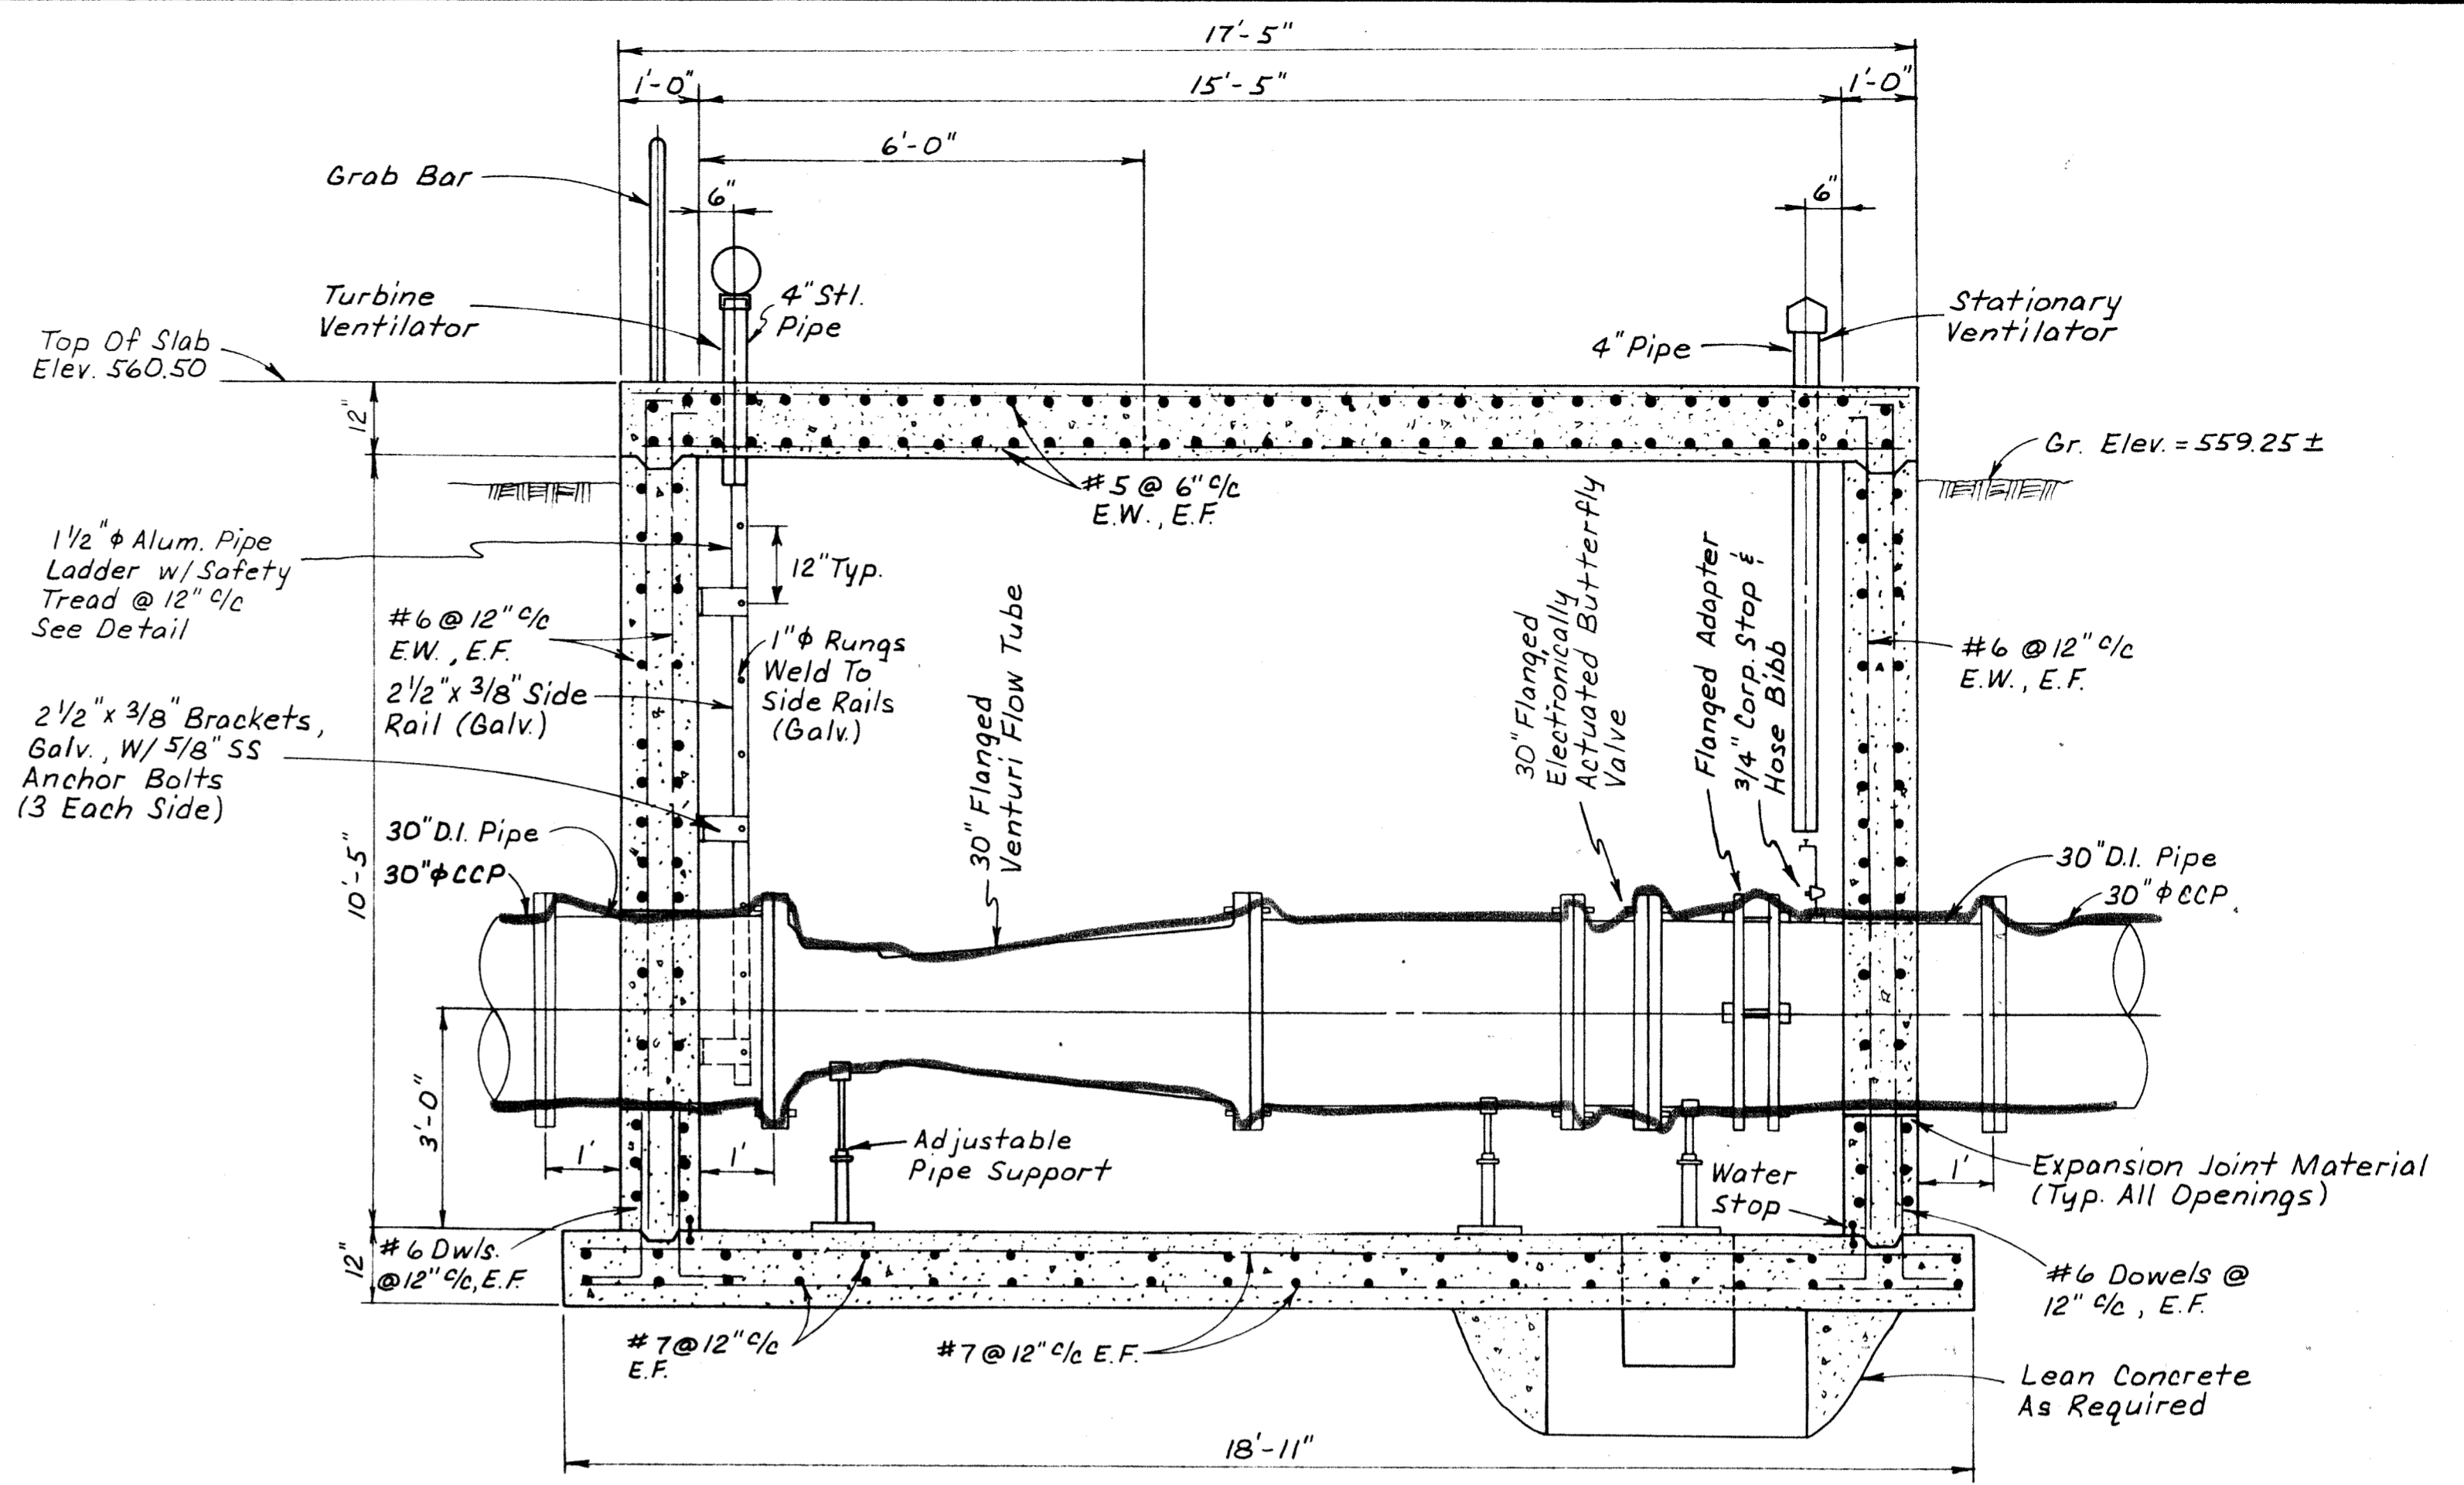 17'-5"
1'-0"
15'-5"
1'-0"
6'-0"
Grab Bar
6"
6"
Turbine
Ventilator
4" Stl.
Pipe
4" Pipe
Stationary
Ventilator
Top Of Slab
Elev. 560.50
12"
Gr. Elev. = 559.25 ±
#5 @ 6" c/c
E.W., E.F.
1 1/2" ϕ Alum. Pipe
Ladder w/ Safety
Tread @ 12" c/c
See Detail
12" Typ.
#6 @ 12" c/c
E.W., E.F.
2 1/2" x 3/8" Side
Rail (Galv.)
1" ϕ Rungs
Weld To
Side Rails
(Galv.)
2 1/2" x 3/8" Brackets,
Galv., W/ 5/8" SS
Anchor Bolts
(3 Each Side)
30" Flanged
Venturi Flow Tube
30" Flanged
Electronically
Actuated Butterfly
Valve
Flanged Adapter
3/4" Corp. Stop &
Hose Bibb
#6 @ 12" c/c
E.W., E.F.
30" D.I. Pipe
30" ϕ CCP
10'-5"
30" D.I. Pipe
30" ϕ CCP
3'-0"
1'
1'
Adjustable
Pipe Support
Water
Stop
1'
Expansion Joint Material
(Typ. All Openings)
#6 Dwls.
@ 12" c/c, E.F.
12"
#7 @ 12" c/c
E.F.
#7 @ 12" c/c E.F.
#6 Dowels @
12" c/c, E.F.
Lean Concrete
As Required
18'-11"